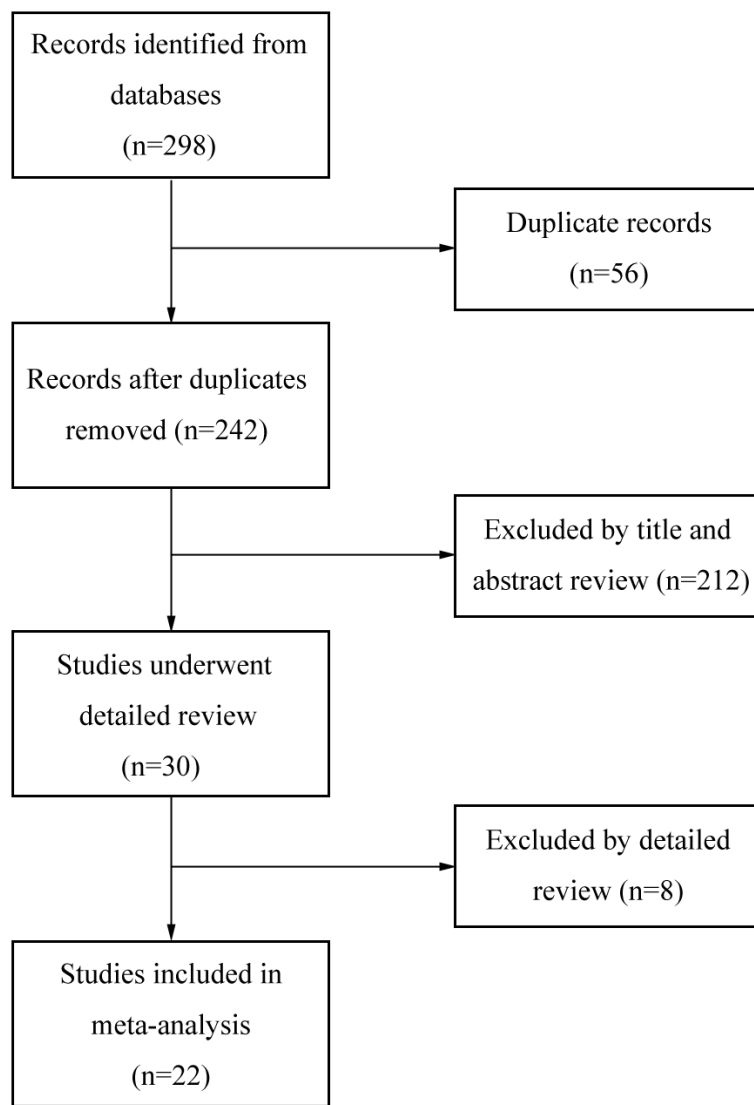 Records identified from
databases
(n=298)
Duplicate records
(n=56)
Records after duplicates
removed (n=242)
Excluded by title and
abstract review (n=212)
Studies underwent
detailed review
(n=30)
Excluded by detailed
review (n=8)
Studies included in
meta-analysis
(n=22)